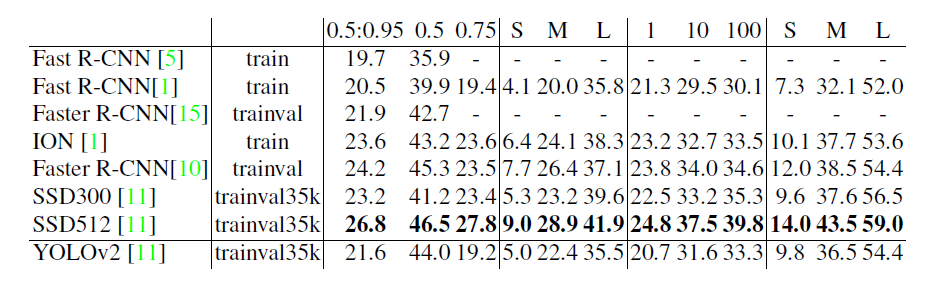 0.5:0.95 0.5 0.75 S M L 1 10 100 S M L
Fast R-CNN [5] train 19.7 35.9 - - - - - - - - - -
Fast R-CNN[1] train 20.5 39.9 19.4 4.1 20.0 35.8 21.3 29.5 30.1 7.3 32.1 52.0
Faster R-CNN[15] trainval 21.9 42.7 - - - - - - - - - -
ION [1] train 23.6 43.2 23.6 6.4 24.1 38.3 23.2 32.7 33.5 10.1 37.7 53.6
Faster R-CNN[10] trainval 24.2 45.3 23.5 7.7 26.4 37.1 23.8 34.0 34.6 12.0 38.5 54.4
SSD300 [11] trainval35k 23.2 41.2 23.4 5.3 23.2 39.6 22.5 33.2 35.3 9.6 37.6 56.5
SSD512 [11] trainval35k 26.8 46.5 27.8 9.0 28.9 41.9 24.8 37.5 39.8 14.0 43.5 59.0
YOLOv2 [11] trainval35k 21.6 44.0 19.2 5.0 22.4 35.5 20.7 31.6 33.3 9.8 36.5 54.4